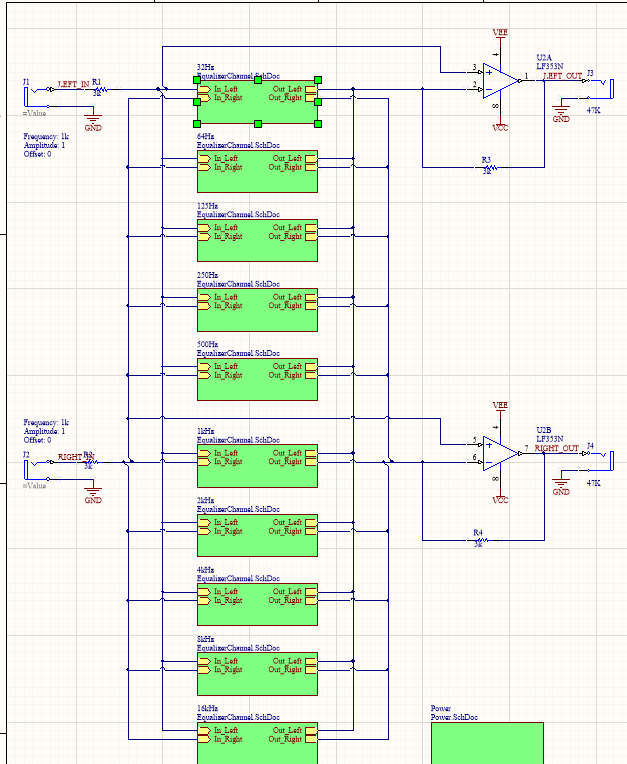 J1
LEFT_IN
R1
3k
=Value
GND
Frequency: 1k
Amplitude: 1
Offset: 0
32Hz
EqualizerChannel.SchDoc
In_Left
Out_Left
In_Right
Out_Right
64Hz
EqualizerChannel.SchDoc
In_Left
Out_Left
In_Right
Out_Right
125Hz
EqualizerChannel.SchDoc
In_Left
Out_Left
In_Right
Out_Right
250Hz
EqualizerChannel.SchDoc
In_Left
Out_Left
In_Right
Out_Right
500Hz
EqualizerChannel.SchDoc
In_Left
Out_Left
In_Right
Out_Right
VEE
U2A
LF353N
3
2
1
4
8
VCC
LEFT_OUT
J3
47K
GND
R3
3k
Frequency: 1k
Amplitude: 1
Offset: 0
J2
RIGHT_IN
R2
3k
=Value
GND
1kHz
EqualizerChannel.SchDoc
In_Left
Out_Left
In_Right
Out_Right
2kHz
EqualizerChannel.SchDoc
In_Left
Out_Left
In_Right
Out_Right
4kHz
EqualizerChannel.SchDoc
In_Left
Out_Left
In_Right
Out_Right
8kHz
EqualizerChannel.SchDoc
In_Left
Out_Left
In_Right
Out_Right
16kHz
EqualizerChannel.SchDoc
In_Left
Out_Left
In_Right
Out_Right
VEE
U2B
LF353N
5
6
7
4
8
VCC
RIGHT_OUT
J4
47K
GND
R4
3k
Power
Power.SchDoc